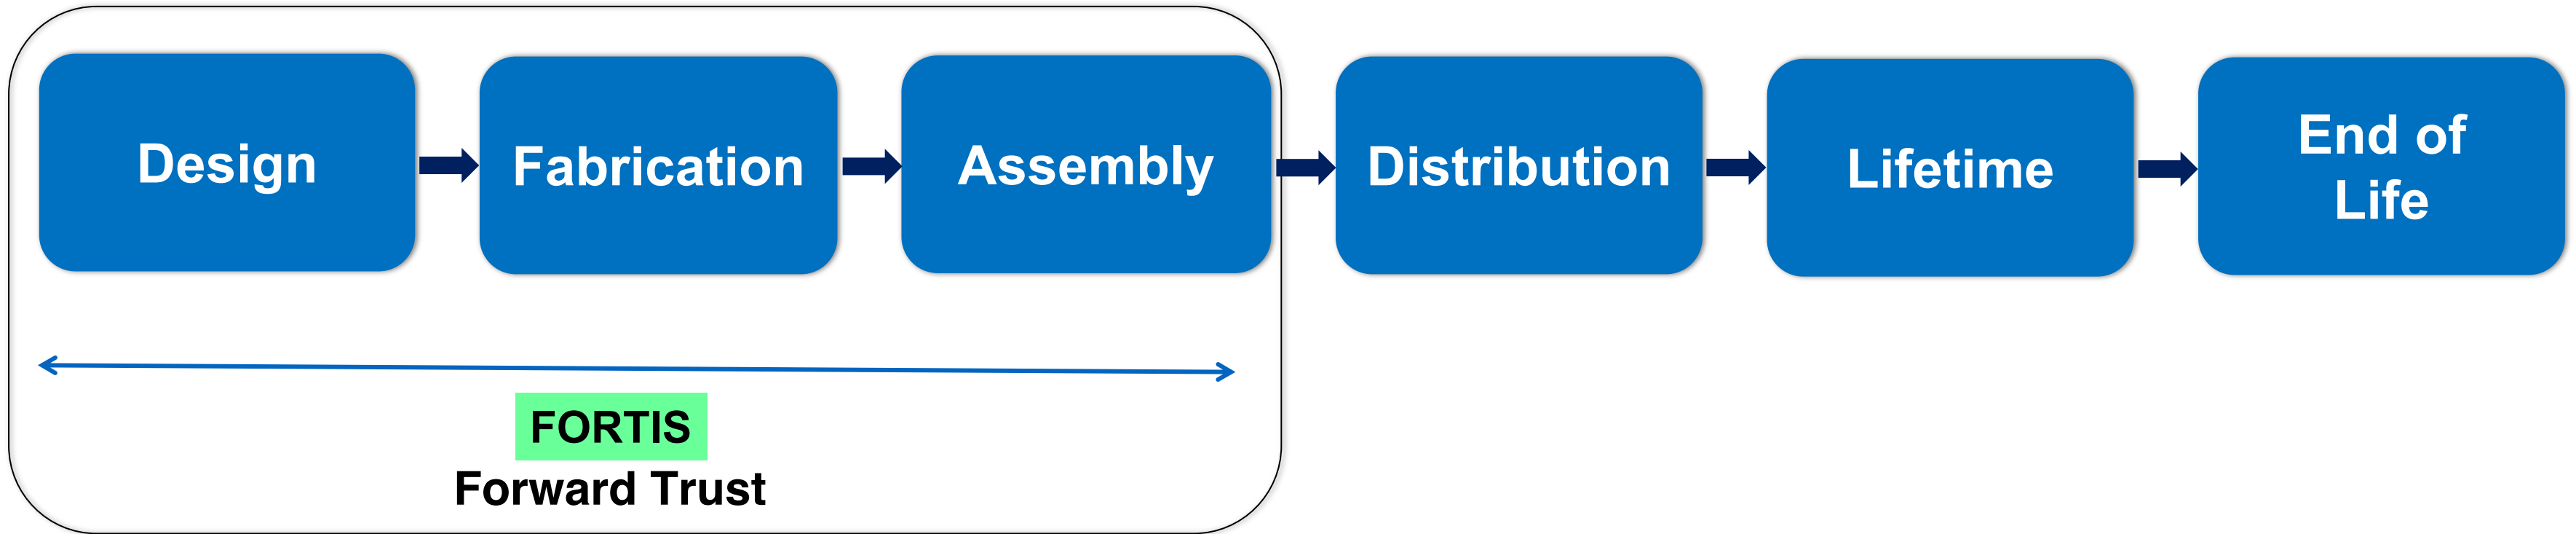 Design
Fabrication
Assembly
Distribution
Lifetime
End of
Life
FORTIS
Forward Trust